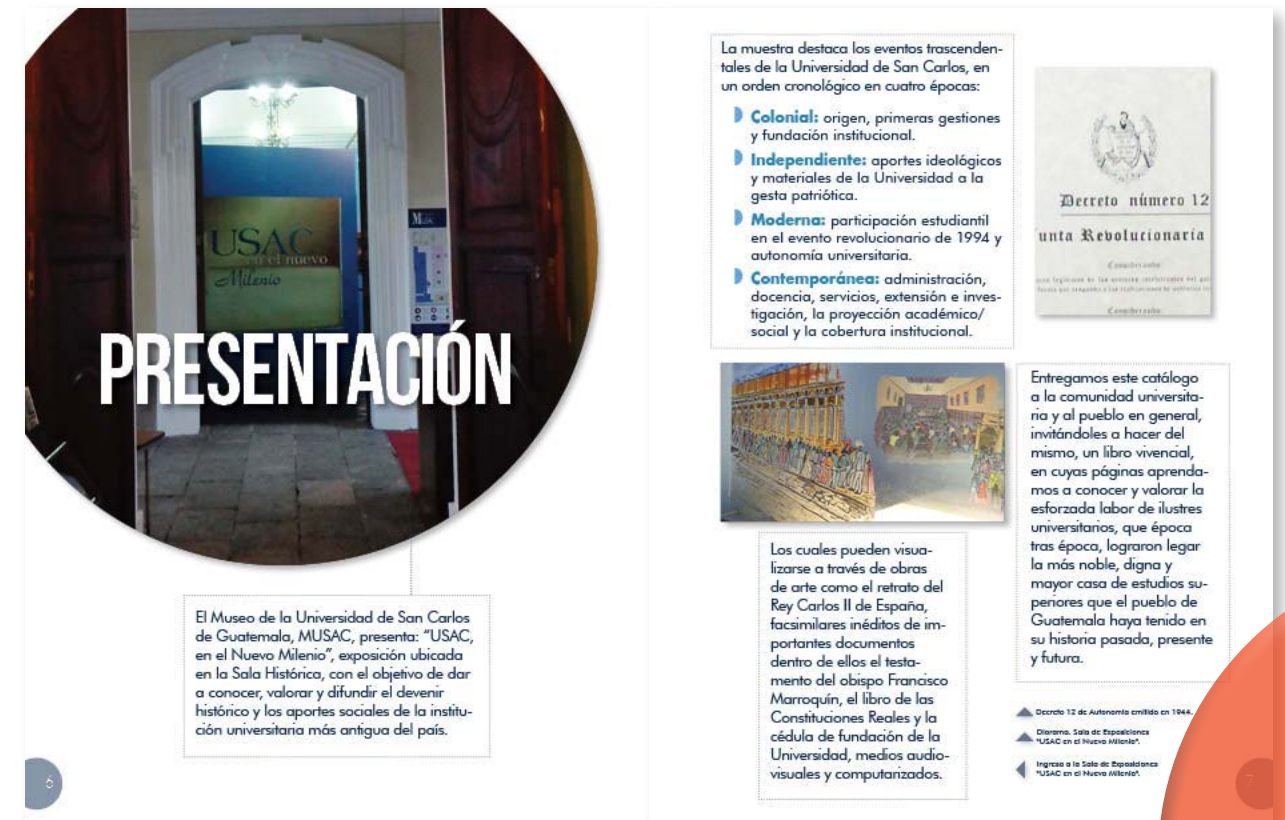 USAC
en el nuevo
Milenio
PRESENTACIÓN
El Museo de la Universidad de San Carlos
de Guatemala, MUSAC, presenta: “USAC,
en el Nuevo Milenio”, exposición ubicada
en la Sala Histórica, con el objetivo de dar
a conocer, valorar y difundir el devenir
histórico y los aportes sociales de la institu-
ción universitaria más antigua del país.
6
La muestra destaca los eventos trascenden-
tales de la Universidad de San Carlos, en
un orden cronológico en cuatro épocas:
Colonial: origen, primeras gestiones
y fundación institucional.
Independiente: aportes ideológicos
y materiales de la Universidad a la
gesta patriótica.
Moderna: participación estudiantil
en el evento revolucionario de 1994 y
autonomía universitaria.
Contemporánea: administración,
docencia, servicios, extensión e inves-
tigación, la proyección académico/
social y la cobertura institucional.
Decreto número 12
unta Revolucionaria
Considerando:
Considerando:
Los cuales pueden visua-
lizarse a través de obras
de arte como el retrato del
Rey Carlos II de España,
facsimilares inéditos de im-
portantes documentos
dentro de ellos el testa-
mento del obispo Francisco
Marroquín, el libro de las
Constituciones Reales y la
cédula de fundación de la
Universidad, medios audio-
visuales y computarizados.
Entregamos este catálogo
a la comunidad universita-
ria y al pueblo en general,
invitándoles a hacer del
mismo, un libro vivencial,
en cuyas páginas aprenda-
mos a conocer y valorar la
esforzada labor de ilustres
universitarios, que época
tras época, lograron legar
la más noble, digna y
mayor casa de estudios su-
periores que el pueblo de
Guatemala haya tenido en
su historia pasada, presente
y futura.
Decreto 12 de Autonomía emitido en 1944.
Diorama. Sala de Exposiciones
"USAC en el Nuevo Milenio".
Ingreso a la Sala de Exposiciones
"USAC en el Nuevo Milenio".
7